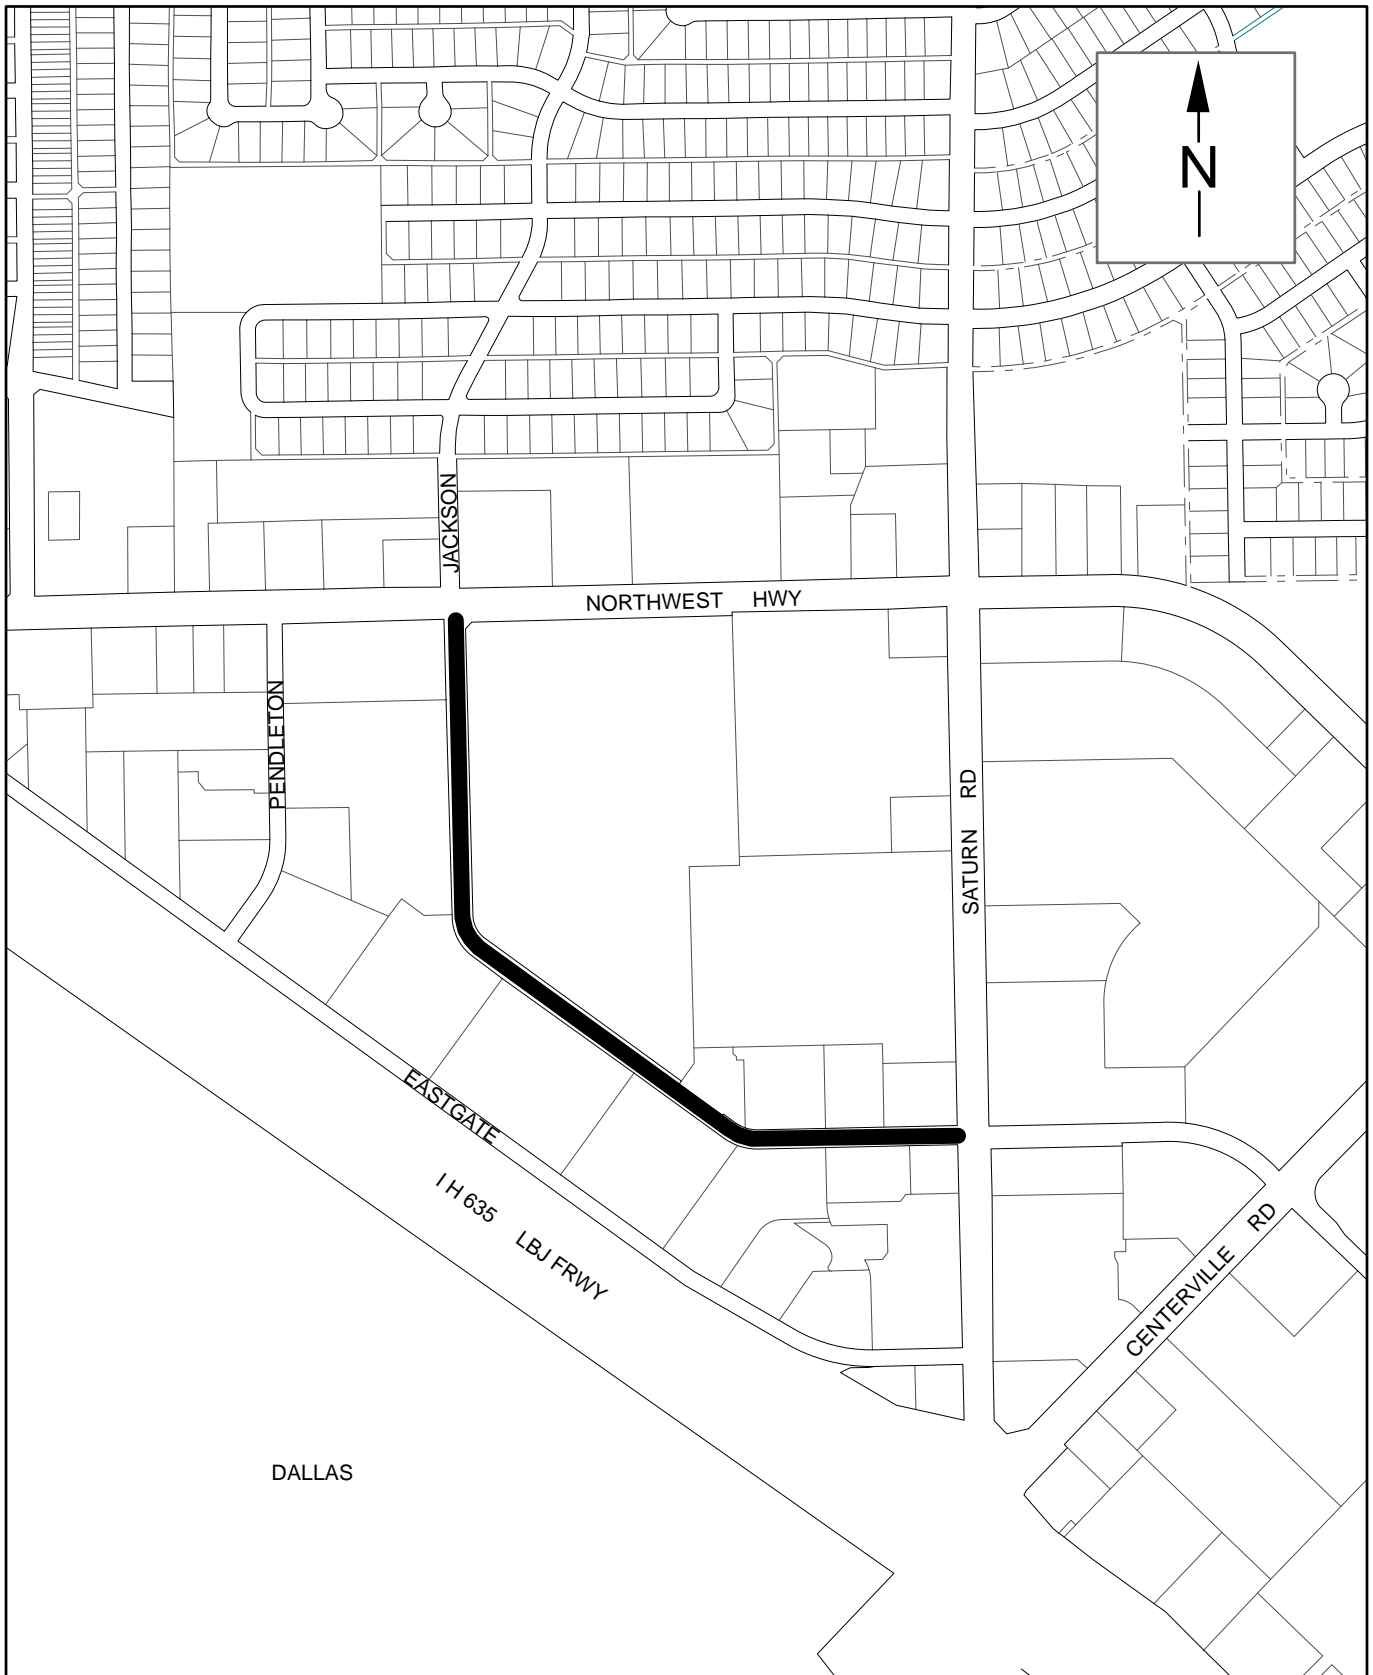 N
JACKSON
NORTHWEST HWY
PENDLETON
SATURN RD
EASTGATE
I H 635 LBJ FRWY
CENTERVILLE RD
DALLAS